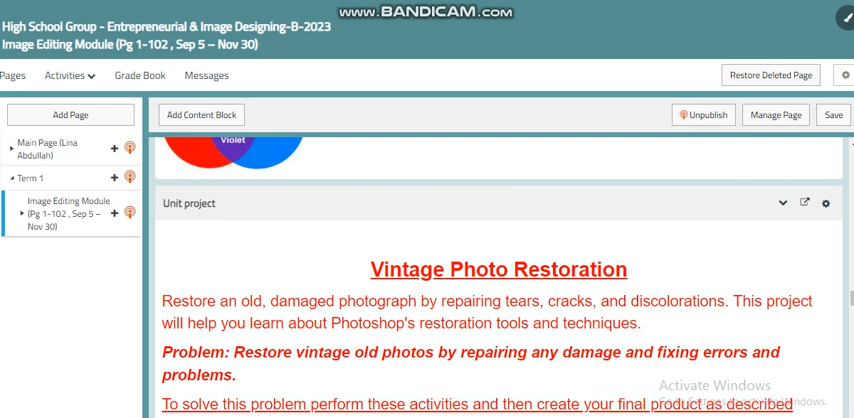 www.BANDICAM.com
High School Group - Entrepreneurial & Image Designing-B-2023
Image Editing Module (Pg 1-102 , Sep 5 – Nov 30)
Pages Activities Grade Book Messages Restore Deleted Page
Add Page Add Content Block Unpublish Manage Page Save
Main Page (Lina
Abdullah)
Term 1
Image Editing Module
(Pg 1-102 , Sep 5 –
Nov 30)
Violet
Unit project
Vintage Photo Restoration
Restore an old, damaged photograph by repairing tears, cracks, and discolorations. This project
will help you learn about Photoshop's restoration tools and techniques.
Problem: Restore vintage old photos by repairing any damage and fixing errors and
problems.
To solve this problem perform these activities and then create your final product as described
Activate Windows
Windows.